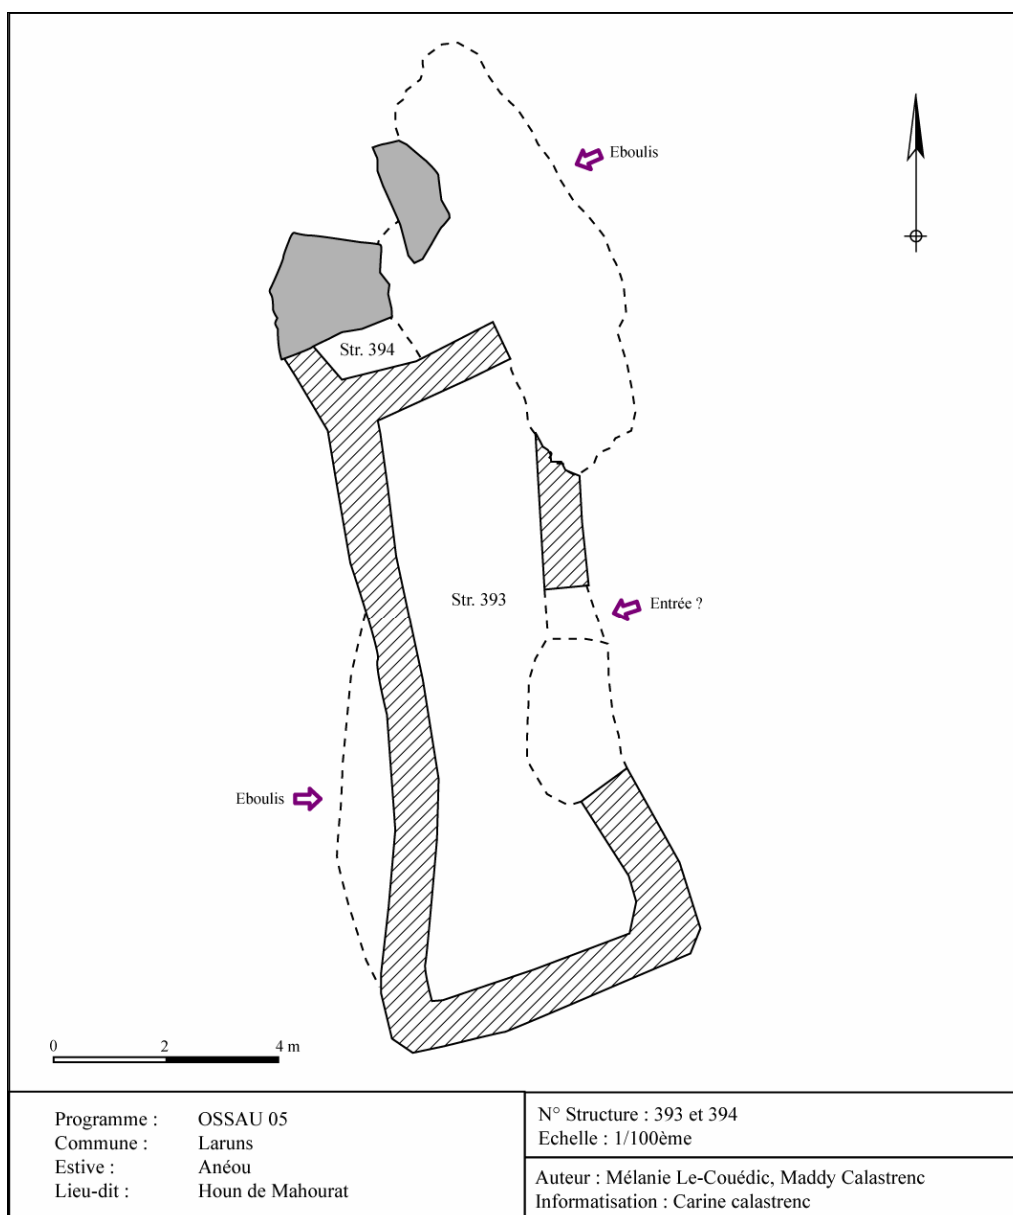 Eboulis
Str. 394
Str. 393
Entrée ?
Eboulis
0 2 4 m
Programme : OSSAU 05
Commune : Laruns
Estive : Anéou
Lieu-dit : Houn de Mahourat
N° Structure : 393 et 394
Echelle : 1/100ème
Auteur : Mélanie Le-Couédic, Maddy Calastrenc
Informatisation : Carine calastrenc